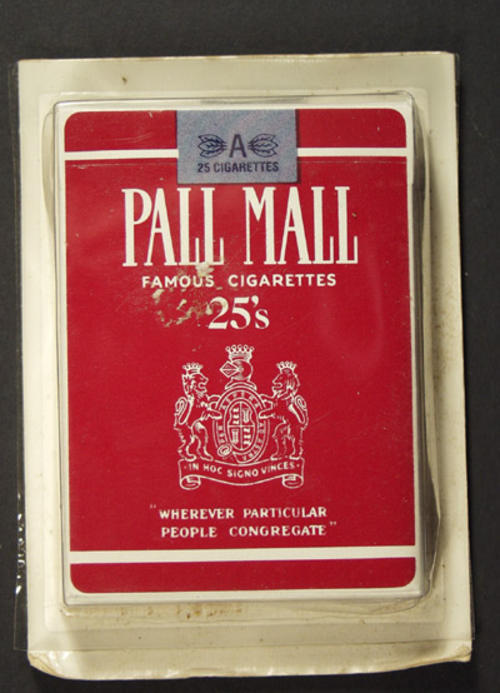 A
25 CIGARETTES
PALL MALL
FAMOUS CIGARETTES
25's
IN HOC SIGNO VINCES
"WHEREVER PARTICULAR
PEOPLE CONGREGATE"